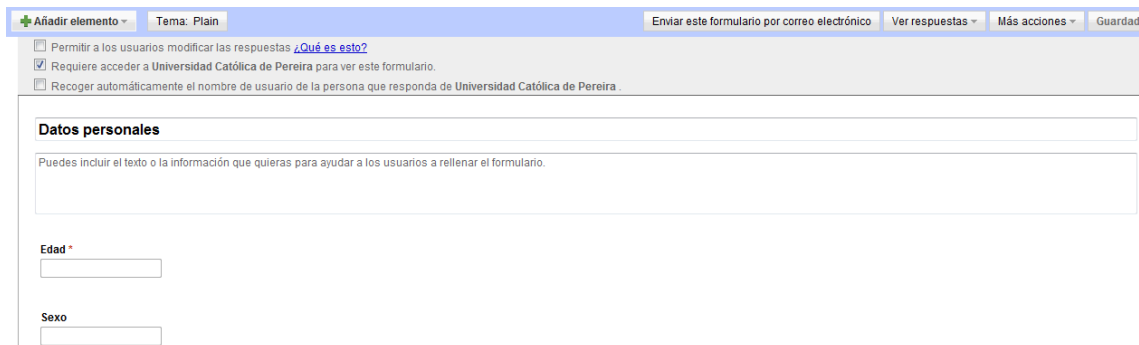 Añadir elemento Tema: Plain Enviar este formulario por correo electrónico Ver respuestas Más acciones Guardad
Permitir a los usuarios modificar las respuestas ¿Qué es esto?
Requiere acceder a Universidad Católica de Pereira para ver este formulario.
Recoger automáticamente el nombre de usuario de la persona que responda de Universidad Católica de Pereira .
Datos personales
Puedes incluir el texto o la información que quieras para ayudar a los usuarios a rellenar el formulario.
Edad *
Sexo